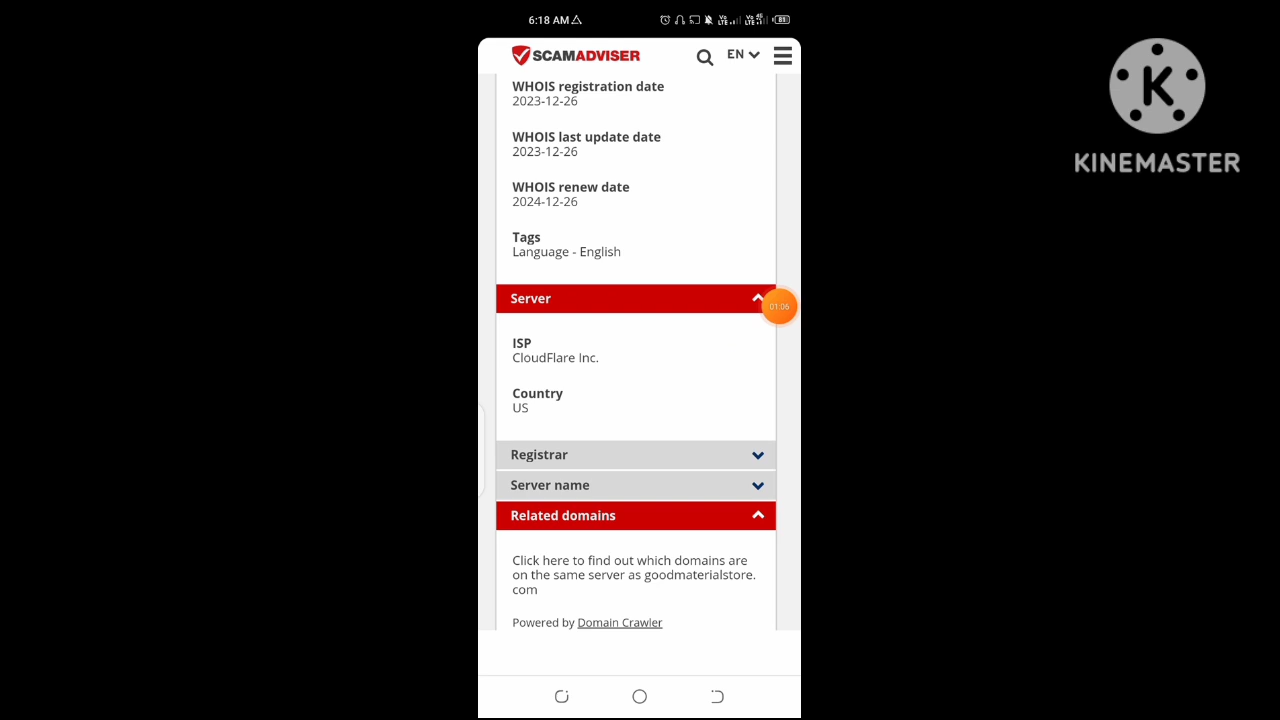 6:18 AM
SCAMADVISER
EN
WHOIS registration date
2023-12-26
WHOIS last update date
2023-12-26
WHOIS renew date
2024-12-26
Tags
Language - English
Server
01:06
ISP
CloudFlare Inc.
Country
US
Registrar
Server name
Related domains
Click here to find out which domains are
on the same server as goodmaterialstore.
com
Powered by Domain Crawler
K
KINEMASTER